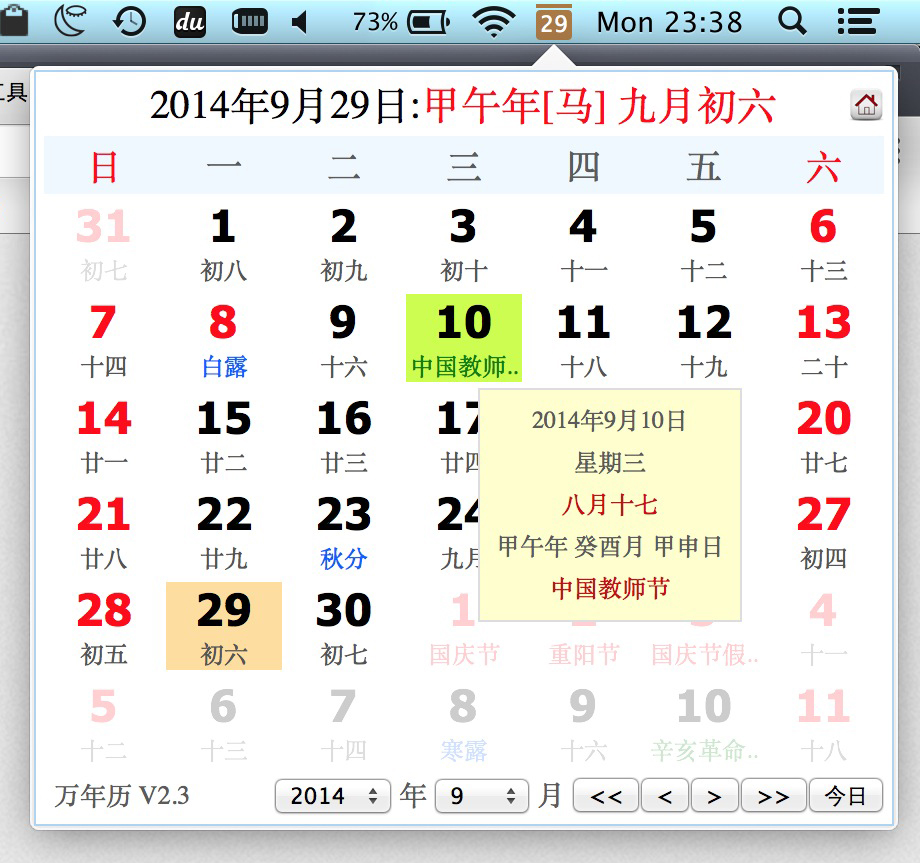 du 73% 29 Mon 23:38
工具
2014年9月29日:甲午年[马] 九月初六
日 一 二 三 四 五 六
31 1 2 3 4 5 6
初七 初八 初九 初十 十一 十二 十三
7 8 9 10 11 12 13
十四 白露 十六 中国教师.. 十八 十九 二十
14 15 16 17 20
廿一 廿二 廿三 廿四 廿七
21 22 23 24 27
廿八 廿九 秋分 九月 初四
28 29 30 1 4
初五 初六 初七 国庆节 重阳节 国庆节假.. 十一
5 6 7 8 9 10 11
十二 十三 十四 寒露 十六 辛亥革命.. 十八
2014年9月10日
星期三
八月十七
甲午年 癸酉月 甲申日
中国教师节
万年历 V2.3 2014 年 9 月 << < > >> 今日